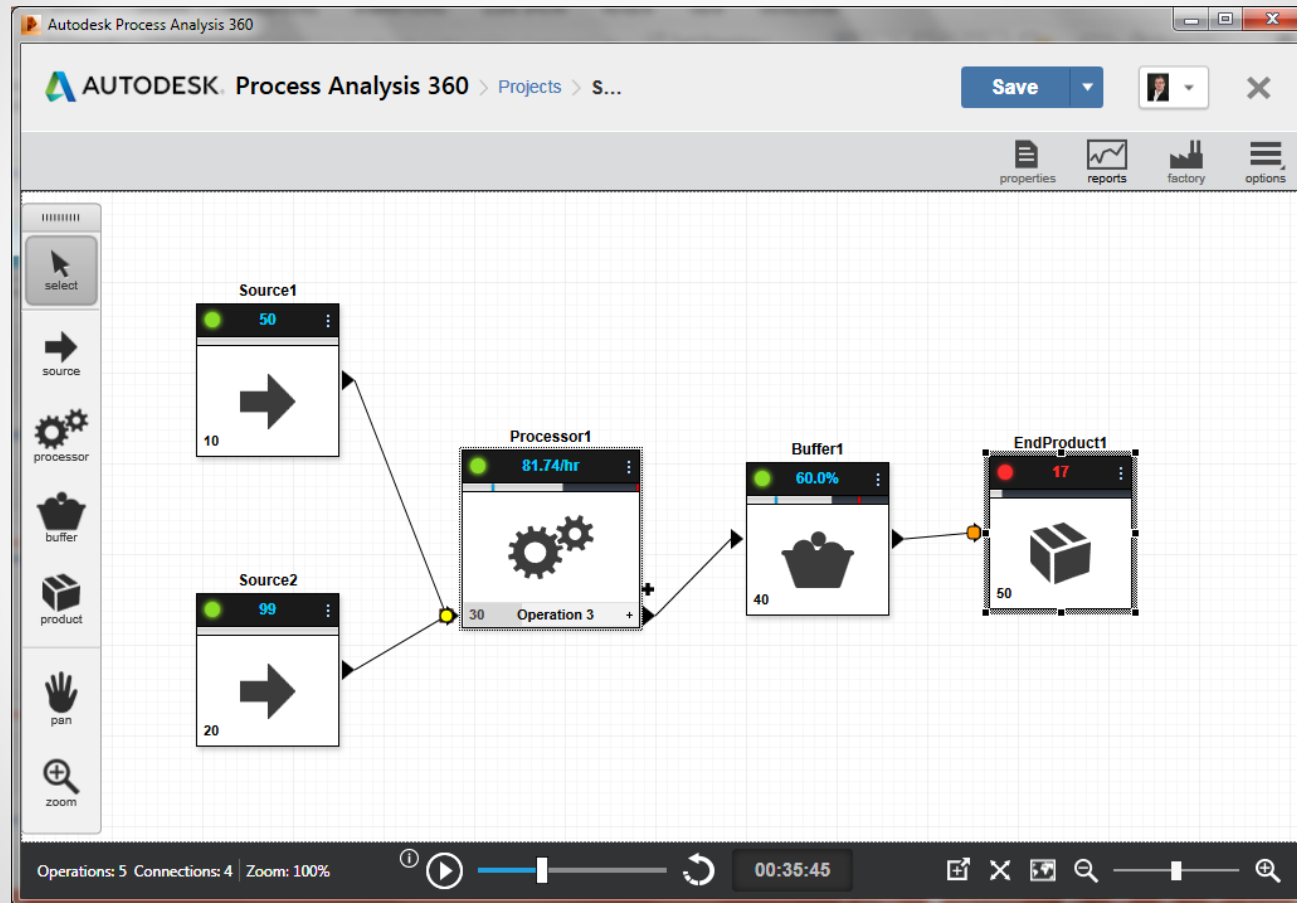 Autodesk Process Analysis 360
AUTODESK. Process Analysis 360 > Projects > S...
Save
properties reports factory options
select
source
processor
buffer
product
pan
zoom
Source1
50
10
Source2
99
20
Processor1
81.74/hr
30 Operation 3 +
Buffer1
60.0%
40
EndProduct1
17
50
Operations: 5 Connections: 4 Zoom: 100%
00:35:45